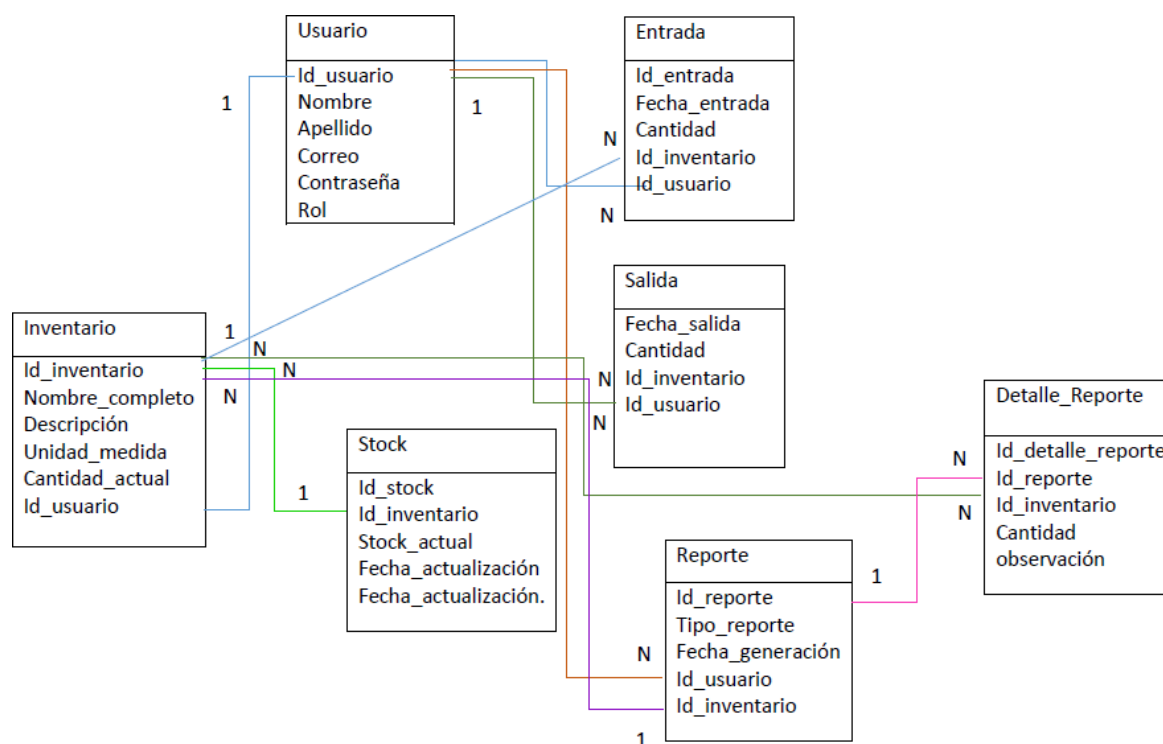 Usuario
Id_usuario
Nombre
Apellido
Correo
Contraseña
Rol
1
1
Entrada
Id_entrada
Fecha_entrada
Cantidad
Id_inventario
Id_usuario
N
N
Salida
Fecha_salida
Cantidad
Id_inventario
Id_usuario
N
N
Inventario
Id_inventario
Nombre_completo
Descripción
Unidad_medida
Cantidad_actual
Id_usuario
1
N
N
N
Stock
Id_stock
Id_inventario
Stock_actual
Fecha_actualización
Fecha_actualización.
1
Detalle_Reporte
Id_detalle_reporte
Id_reporte
Id_inventario
Cantidad
observación
N
N
Reporte
Id_reporte
Tipo_reporte
Fecha_generación
Id_usuario
Id_inventario
1
N
1